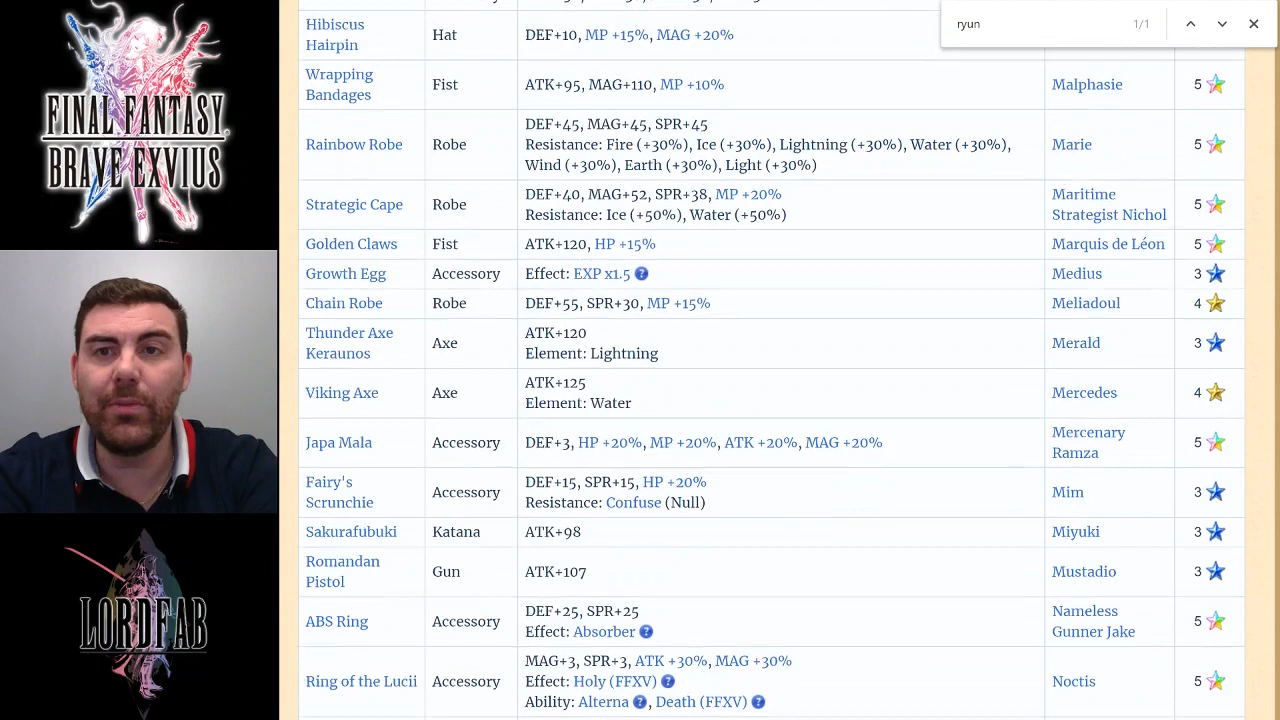 FINAL FANTASY
BRAVE EXVIUS
LORDFAB
ryun
1/1
Hibiscus
Hairpin
Hat
DEF+10, MP +15%, MAG +20%
Wrapping
Bandages
Fist
ATK+95, MAG+110, MP +10%
Malphasie
5
Rainbow Robe
Robe
DEF+45, MAG+45, SPR+45
Resistance: Fire (+30%), Ice (+30%), Lightning (+30%), Water (+30%),
Wind (+30%), Earth (+30%), Light (+30%)
Marie
5
Strategic Cape
Robe
DEF+40, MAG+52, SPR+38, MP +20%
Resistance: Ice (+50%), Water (+50%)
Maritime
Strategist Nichol
5
Golden Claws
Fist
ATK+120, HP +15%
Marquis de Léon
5
Growth Egg
Accessory
Effect: EXP x1.5 ?
Medius
3
Chain Robe
Robe
DEF+55, SPR+30, MP +15%
Meliadoul
4
Thunder Axe
Keraunos
Axe
ATK+120
Element: Lightning
Merald
3
Viking Axe
Axe
ATK+125
Element: Water
Mercedes
4
Japa Mala
Accessory
DEF+3, HP +20%, MP +20%, ATK +20%, MAG +20%
Mercenary
Ramza
5
Fairy's
Scrunchie
Accessory
DEF+15, SPR+15, HP +20%
Resistance: Confuse (Null)
Mim
3
Sakurafubuki
Katana
ATK+98
Miyuki
3
Romandan
Pistol
Gun
ATK+107
Mustadio
3
ABS Ring
Accessory
DEF+25, SPR+25
Effect: Absorber ?
Nameless
Gunner Jake
5
Ring of the Lucii
Accessory
MAG+3, SPR+3, ATK +30%, MAG +30%
Effect: Holy (FFXV) ?
Ability: Alterna ?, Death (FFXV) ?
Noctis
5